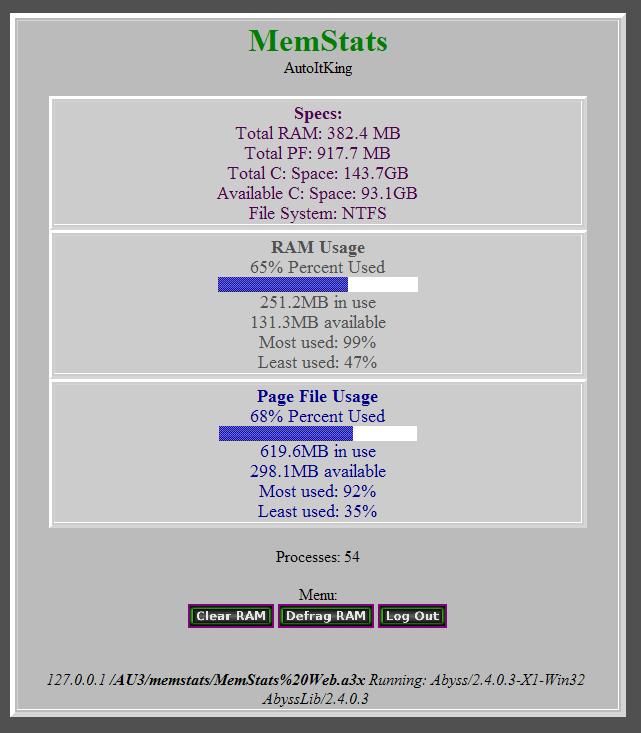 MemStats
AutoItKing
Specs:
Total RAM: 382.4 MB
Total PF: 917.7 MB
Total C: Space: 143.7GB
Available C: Space: 93.1GB
File System: NTFS
RAM Usage
65% Percent Used
251.2MB in use
131.3MB available
Most used: 99%
Least used: 47%
Page File Usage
68% Percent Used
619.6MB in use
298.1MB available
Most used: 92%
Least used: 35%
Processes: 54
Menu:
Clear RAM Defrag RAM Log Out
127.0.0.1 /AU3/memstats/MemStats%20Web.a3x Running: Abyss/2.4.0.3-X1-Win32
AbyssLib/2.4.0.3